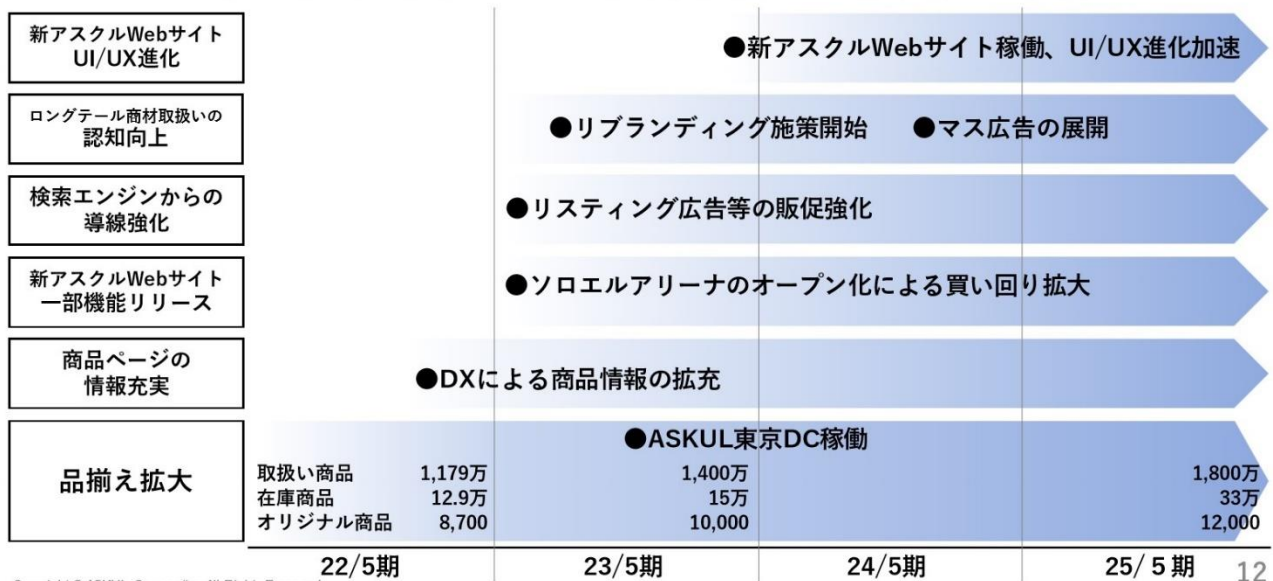 新アスクルWebサイト
UI/UX進化
●新アスクルWebサイト稼働、UI/UX進化加速
ロングテール商材取扱いの
認知向上
●リブランディング施策開始 ●マス広告の展開
検索エンジンからの
導線強化
●リスティング広告等の販促強化
新アスクルWebサイト
一部機能リリース
●ソロエルアリーナのオープン化による買い回り拡大
商品ページの
情報充実
●DXによる商品情報の拡充
品揃え拡大
●ASKUL東京DC稼働
取扱い商品 1,179万 1,400万 1,800万
在庫商品 12.9万 15万 33万
オリジナル商品 8,700 10,000 12,000
22/5期 23/5期 24/5期 25/5期 12